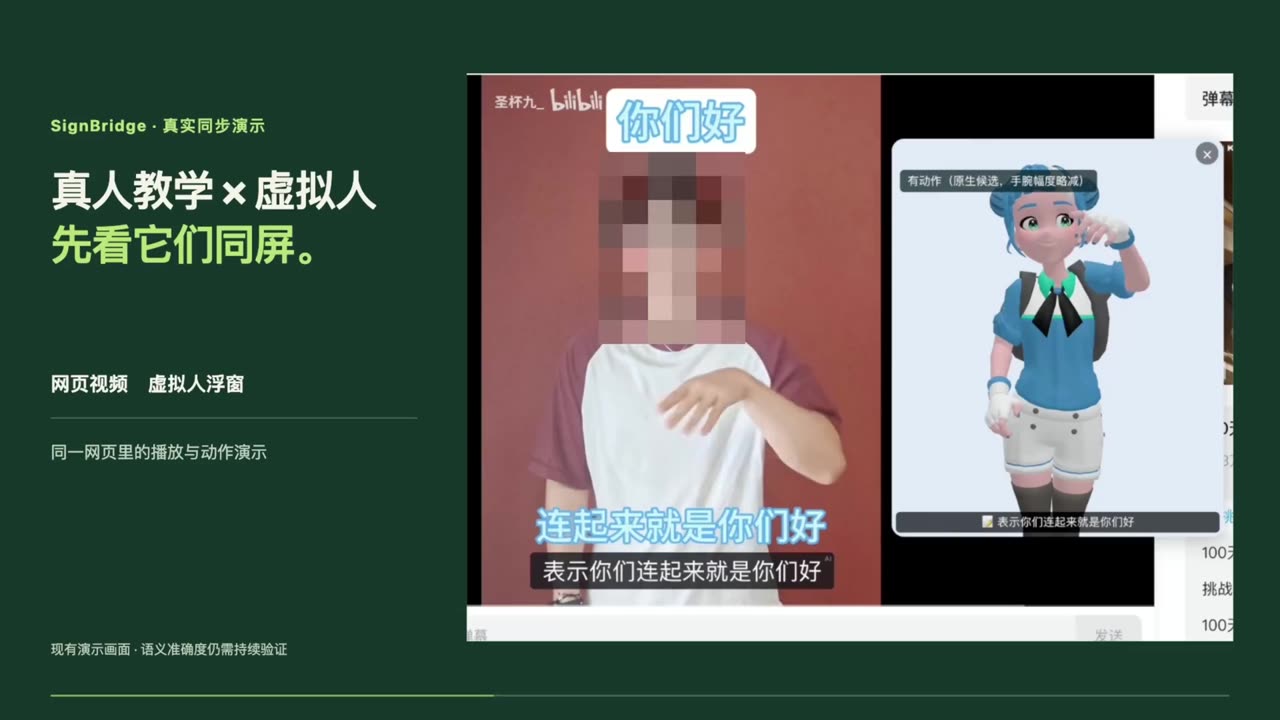 SignBridge · 真实同步演示
真人教学 × 虚拟人
先看它们同屏。
网页视频 虚拟人浮窗
同一网页里的播放与动作演示
现有演示画面 · 语义准确度仍需持续验证
圣杯九_ bilibili
你们好
连起来就是你们好
表示你们连起来就是你们好
AI
弹幕
有动作（原生候选，手腕幅度略减）
📝 表示你们连起来就是你们好
100天
挑战
100天
弹幕
发送